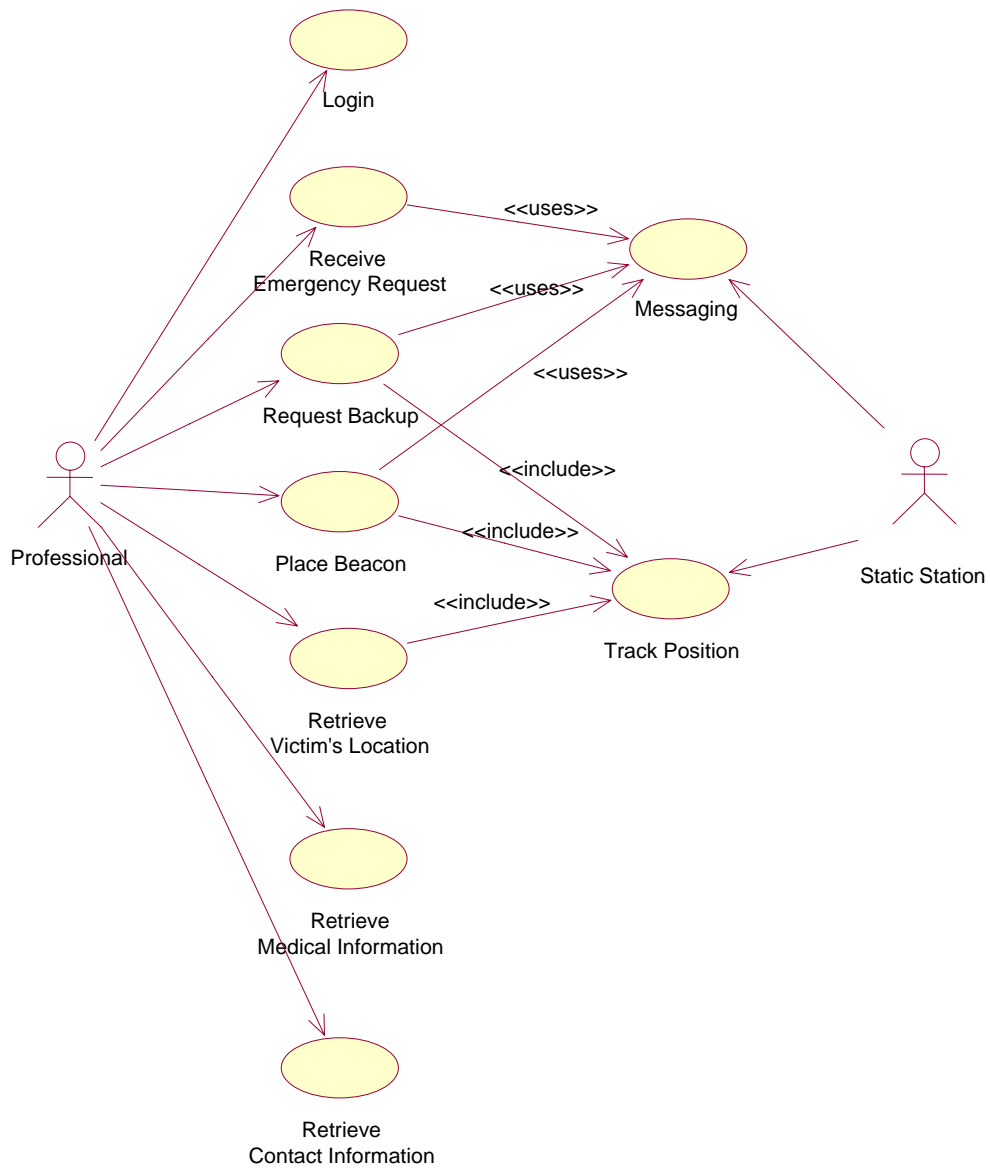 Login
<<uses>>
Receive
Emergency Request
<<uses>>
Messaging
<<uses>>
Request Backup
<<include>>
<<include>>
Professional
Place Beacon
Static Station
<<include>>
Track Position
Retrieve
Victim's Location
Retrieve
Medical Information
Retrieve
Contact Information